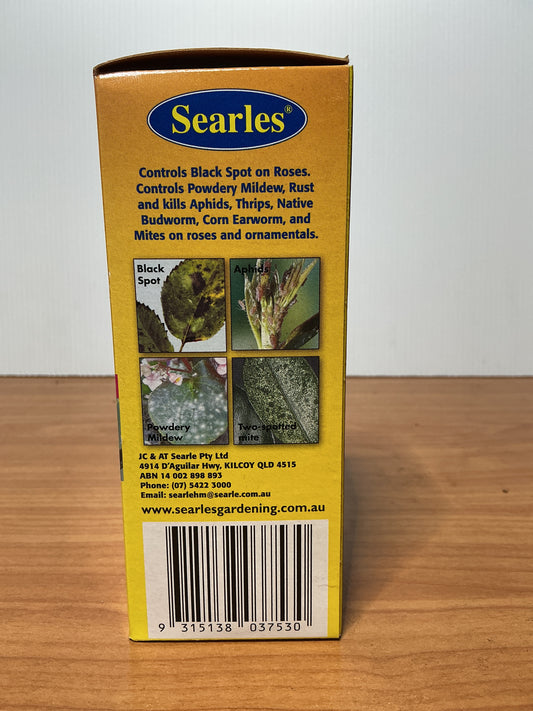 Searles®
Controls Black Spot on Roses.
Controls Powdery Mildew, Rust
and kills Aphids, Thrips, Native
Budworm, Corn Earworm, and
Mites on roses and ornamentals.
Black
Spot
Aphids
Powdery
Mildew
Two-spotted
mite
JC & AT Searle Pty Ltd
4914 D'Aguilar Hwy, KILCOY QLD 4515
ABN 14 002 898 893
Phone: (07) 5422 3000
Email: searlehm@searle.com.au
www.searlesgardening.com.au
9 315138 037530